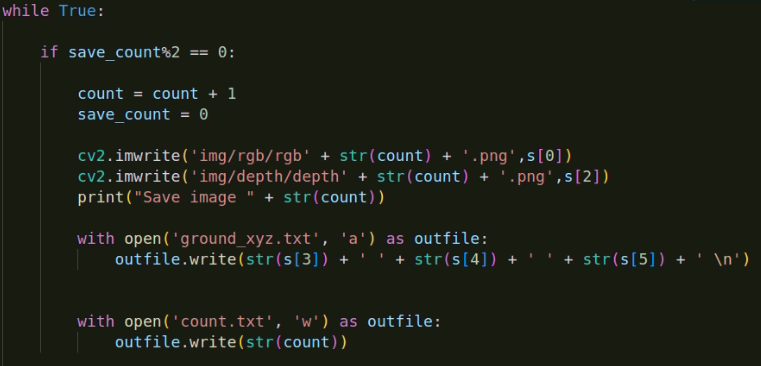 while True:
if save_count%2 == 0:
count = count + 1
save_count = 0
cv2.imwrite('img/rgb/rgb' + str(count) + '.png',s[0])
cv2.imwrite('img/depth/depth' + str(count) + '.png',s[2])
print("Save image " + str(count))
with open('ground_xyz.txt', 'a') as outfile:
outfile.write(str(s[3]) + ' ' + str(s[4]) + ' ' + str(s[5]) + ' \n')
with open('count.txt', 'w') as outfile:
outfile.write(str(count))